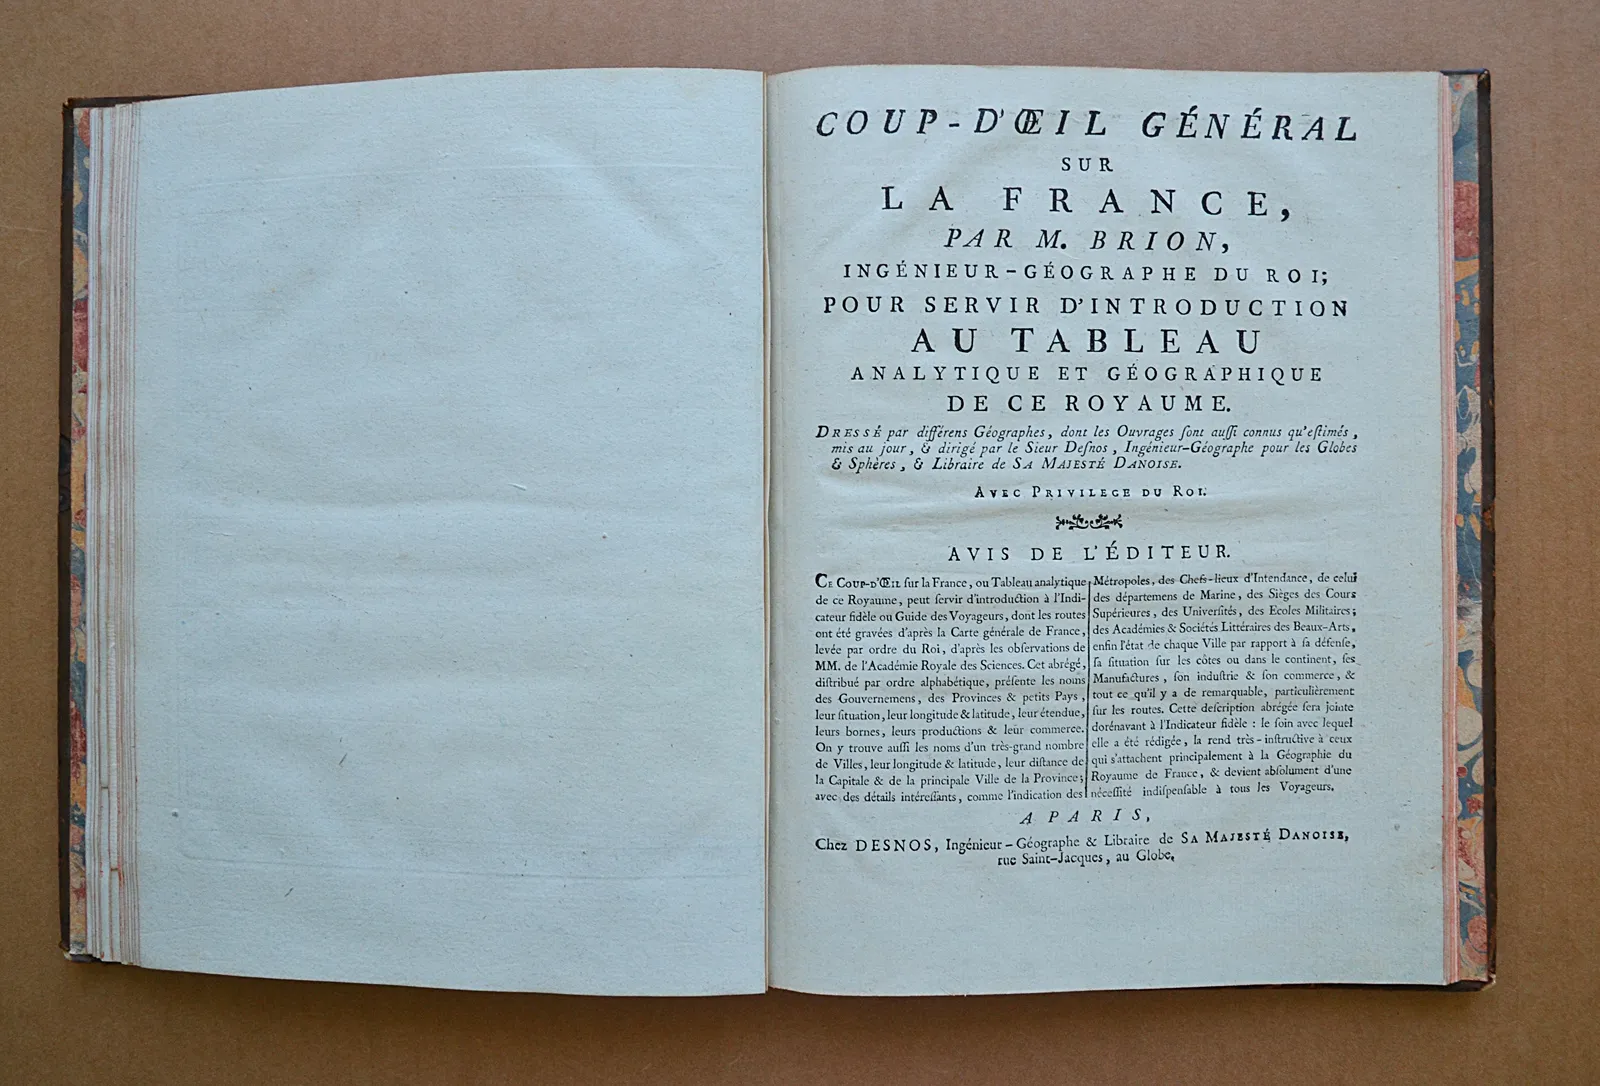 COUP-D'ŒIL GÉNÉRAL
SUR
LA FRANCE,
PAR M. BRION,
INGÉNIEUR-GÉOGRAPHE DU ROI;
POUR SERVIR D'INTRODUCTION
AU TABLEAU
ANALYTIQUE ET GÉOGRAPHIQUE
DE CE ROYAUME.
DRESSÉ par différens Géographes, dont les Ouvrages ſont auſſi connus qu'eſtimés,
mis au jour, & dirigé par le Sieur Deſnos, Ingénieur-Géographe pour les Globes
& Sphères, & Libraire de SA MAJESTÉ DANOISE.
AVEC PRIVILEGE DU ROI.
AVIS DE L'ÉDITEUR.
CE COUP-D'ŒIL ſur la France, ou Tableau analytique
de ce Royaume, peut ſervir d'introduction à l'Indi-
cateur fidèle ou Guide des Voyageurs, dont les routes
ont été gravées d'après la Carte générale de France,
levée par ordre du Roi, d'après les obſervations de
MM. de l'Académie Royale des Sciences. Cet abrégé,
diſtribué par ordre alphabétique, préſente les noms
des Gouvernemens, des Provinces & petits Pays,
leur ſituation, leur longitude & latitude, leur étendue,
leurs bornes, leurs productions & leur commerce.
On y trouve auſſi les noms d'un très-grand nombre
de Villes, leur longitude & latitude, leur diſtance de
la Capitale & de la principale Ville de la Province;
avec des détails intéreſſants, comme l'indication des
Métropoles, des Chefs-lieux d'Intendance, de celui
des départemens de Marine, des Sièges des Cours
Supérieures, des Univerſités, des Ecoles Militaires;
des Académies & Sociétés Littéraires des Beaux-Arts,
enfin l'état de chaque Ville par rapport à ſa défenſe,
ſa ſituation ſur les côtes ou dans le continent, ſes
Manufactures, ſon induſtrie & ſon commerce, &
tout ce qu'il y a de remarquable, particulièrement
ſur les routes. Cette deſcription abrégée ſera jointe
dorénavant à l'Indicateur fidèle : le ſoin avec lequel
elle a été rédigée, la rend très-inſtructive à ceux
qui s'attachent principalement à la Géographie du
Royaume de France, & devient abſolument d'une
néceſſité indiſpenſable à tous les Voyageurs.
A PARIS,
Chez DESNOS, Ingénieur-Géographe & Libraire de SA MAJESTÉ DANOISE,
rue Saint-Jacques, au Globe.